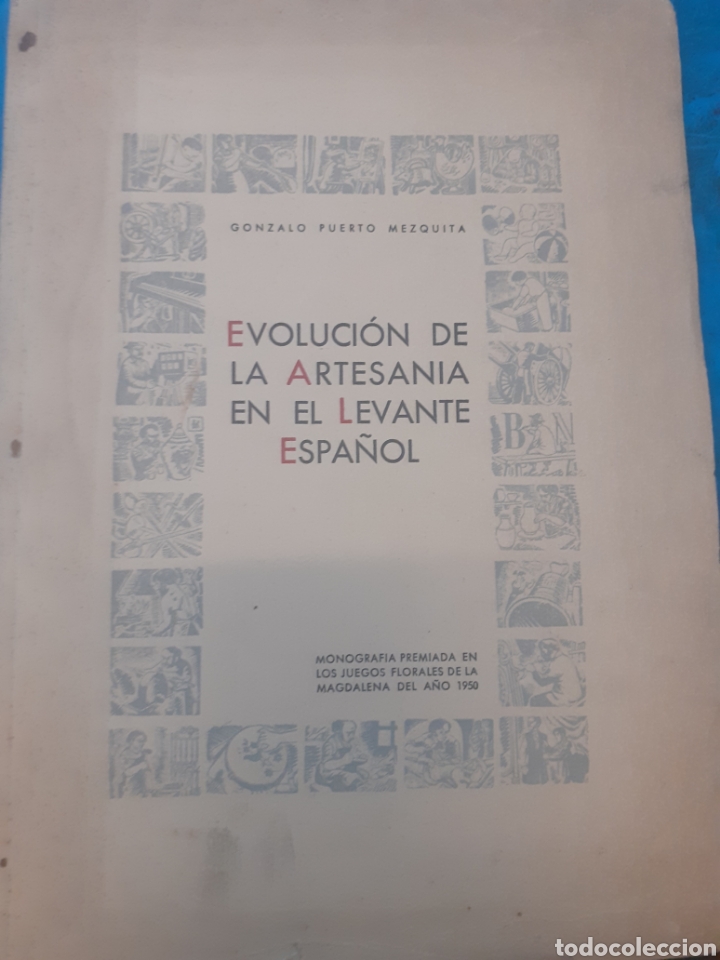 GONZALO PUERTO MEZQUITA
EVOLUCIÓN DE
LA ARTESANIA
EN EL LEVANTE
ESPAÑOL
B N
MONOGRAFIA PREMIADA EN
LOS JUEGOS FLORALES DE LA
MAGDALENA DEL AÑO 1950
todocoleccion